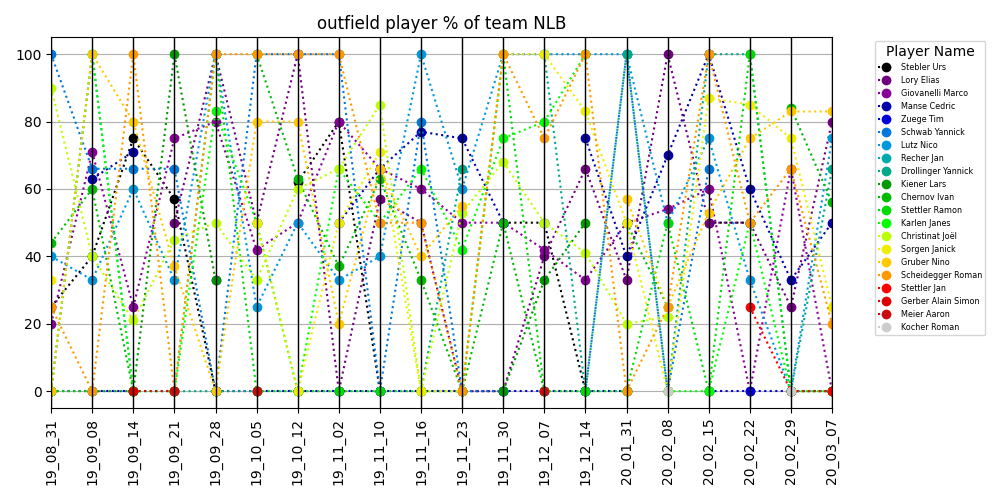 outfield player % of team NLB
100
80
60
40
20
0
19_08_31
19_09_08
19_09_14
19_09_21
19_09_28
19_10_05
19_10_12
19_11_02
19_11_10
19_11_16
19_11_23
19_11_30
19_12_07
19_12_14
20_01_31
20_02_08
20_02_15
20_02_22
20_02_29
20_03_07
Player Name
Stebler Urs
Lory Elias
Giovanelli Marco
Manse Cedric
Zuege Tim
Schwab Yannick
Lutz Nico
Recher Jan
Drollinger Yannick
Kiener Lars
Chernov Ivan
Stettler Ramon
Karlen Janes
Christinat Joël
Sorgen Janick
Gruber Nino
Scheidegger Roman
Stettler Jan
Gerber Alain Simon
Meier Aaron
Kocher Roman